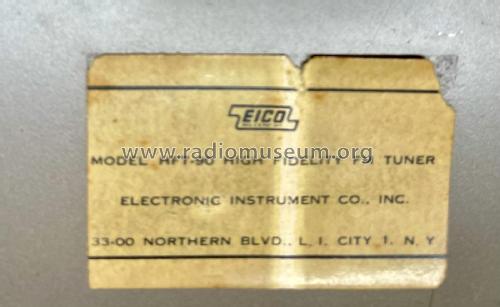 EICO
MODEL HFT-90 HIGH FIDELITY FM TUNER
www.radiomuseum.org
ELECTRONIC INSTRUMENT CO., INC.
33-00 NORTHERN BLVD., L. I. CITY 1, N. Y